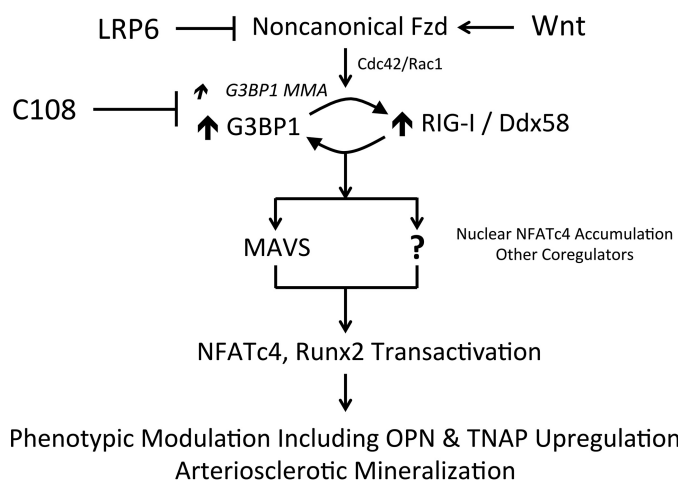 LRP6 Noncanonical Fzd Wnt
Cdc42/Rac1
G3BP1 MMA
C108
G3BP1 RIG-I / Ddx58
MAVS ?
Nuclear NFATc4 Accumulation
Other Coregulators
NFATc4, Runx2 Transactivation
Phenotypic Modulation Including OPN & TNAP Upregulation
Arteriosclerotic Mineralization